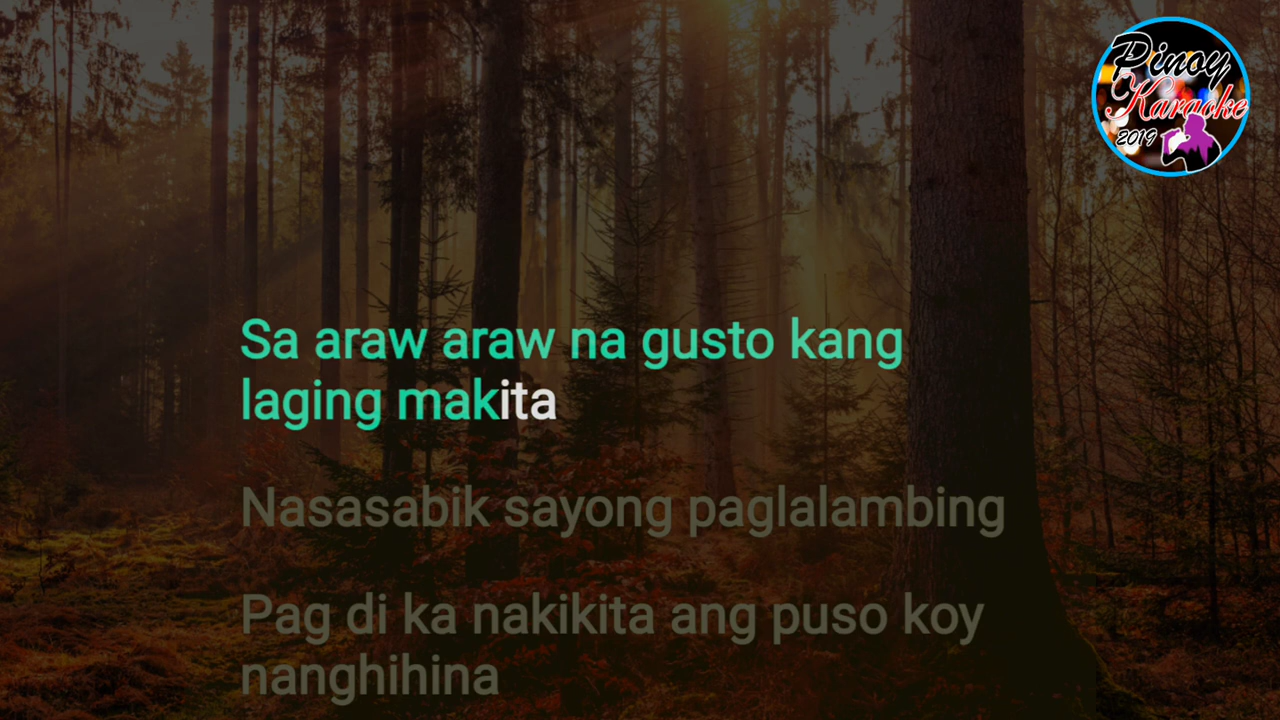 Pinoy
Karaoke
2019
Sa araw araw na gusto kang
laging makita
Nasasabik sayong paglalambing
Pag di ka nakikita ang puso koy
nanghihina